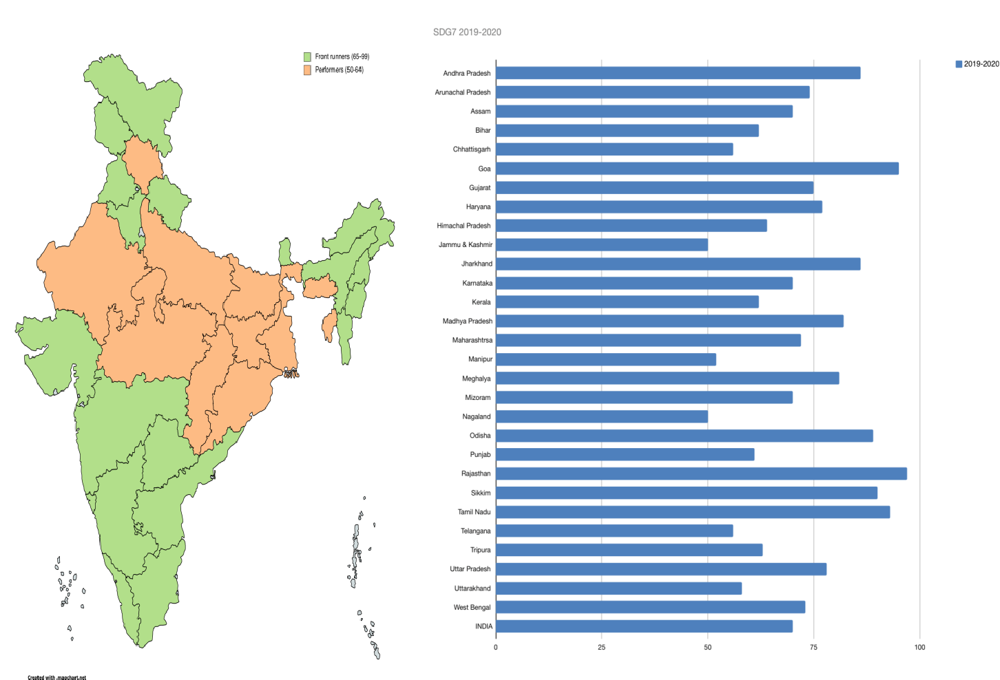 SDG7 2019-2020
Front runners (65-99)
Performers (50-64)
2019-2020
Andhra Pradesh
Arunachal Pradesh
Assam
Bihar
Chhattisgarh
Goa
Gujarat
Haryana
Himachal Pradesh
Jammu & Kashmir
Jharkhand
Karnataka
Kerala
Madhya Pradesh
Maharashtrsa
Manipur
Meghalya
Mizoram
Nagaland
Odisha
Punjab
Rajasthan
Sikkim
Tamil Nadu
Telangana
Tripura
Uttar Pradesh
Uttarakhand
West Bengal
INDIA
0 25 50 75 100
Created with .mapchart.net